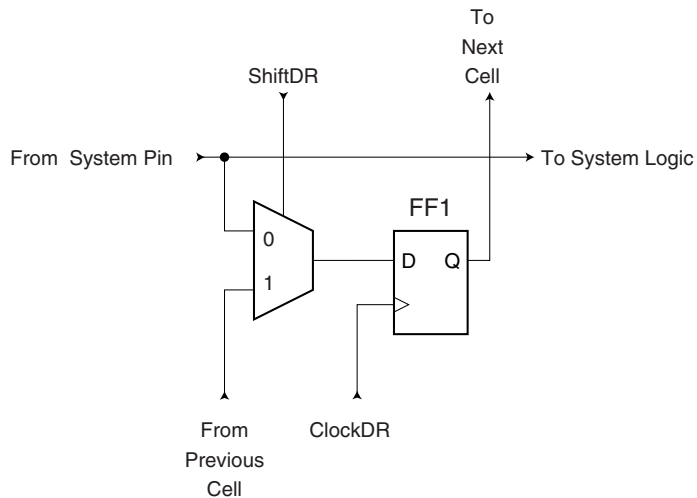 To
Next
Cell
ShiftDR
From System Pin
To System Logic
FF1
0
D Q
1
From
Previous
Cell
ClockDR